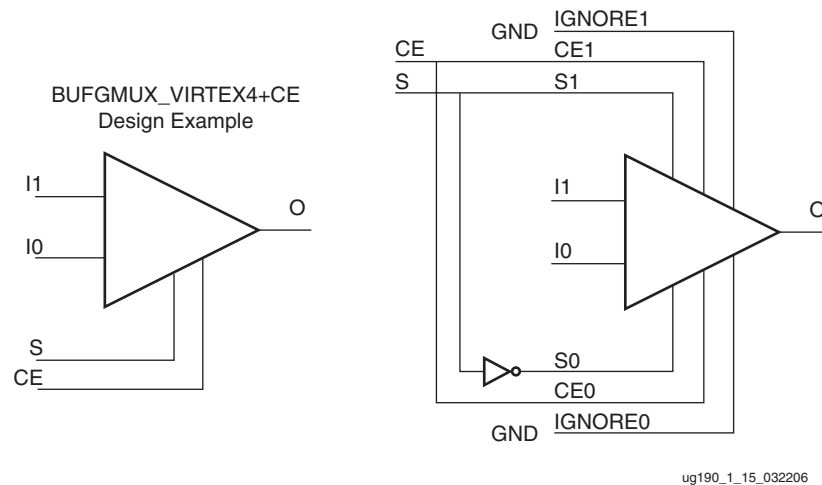 BUFGMUX_VIRTEX4+CE
Design Example
I1
I0
O
S
CE
GND
IGNORE1
CE
CE1
S
S1
I1
I0
O
S0
CE0
GND
IGNORE0
ug190_1_15_032206